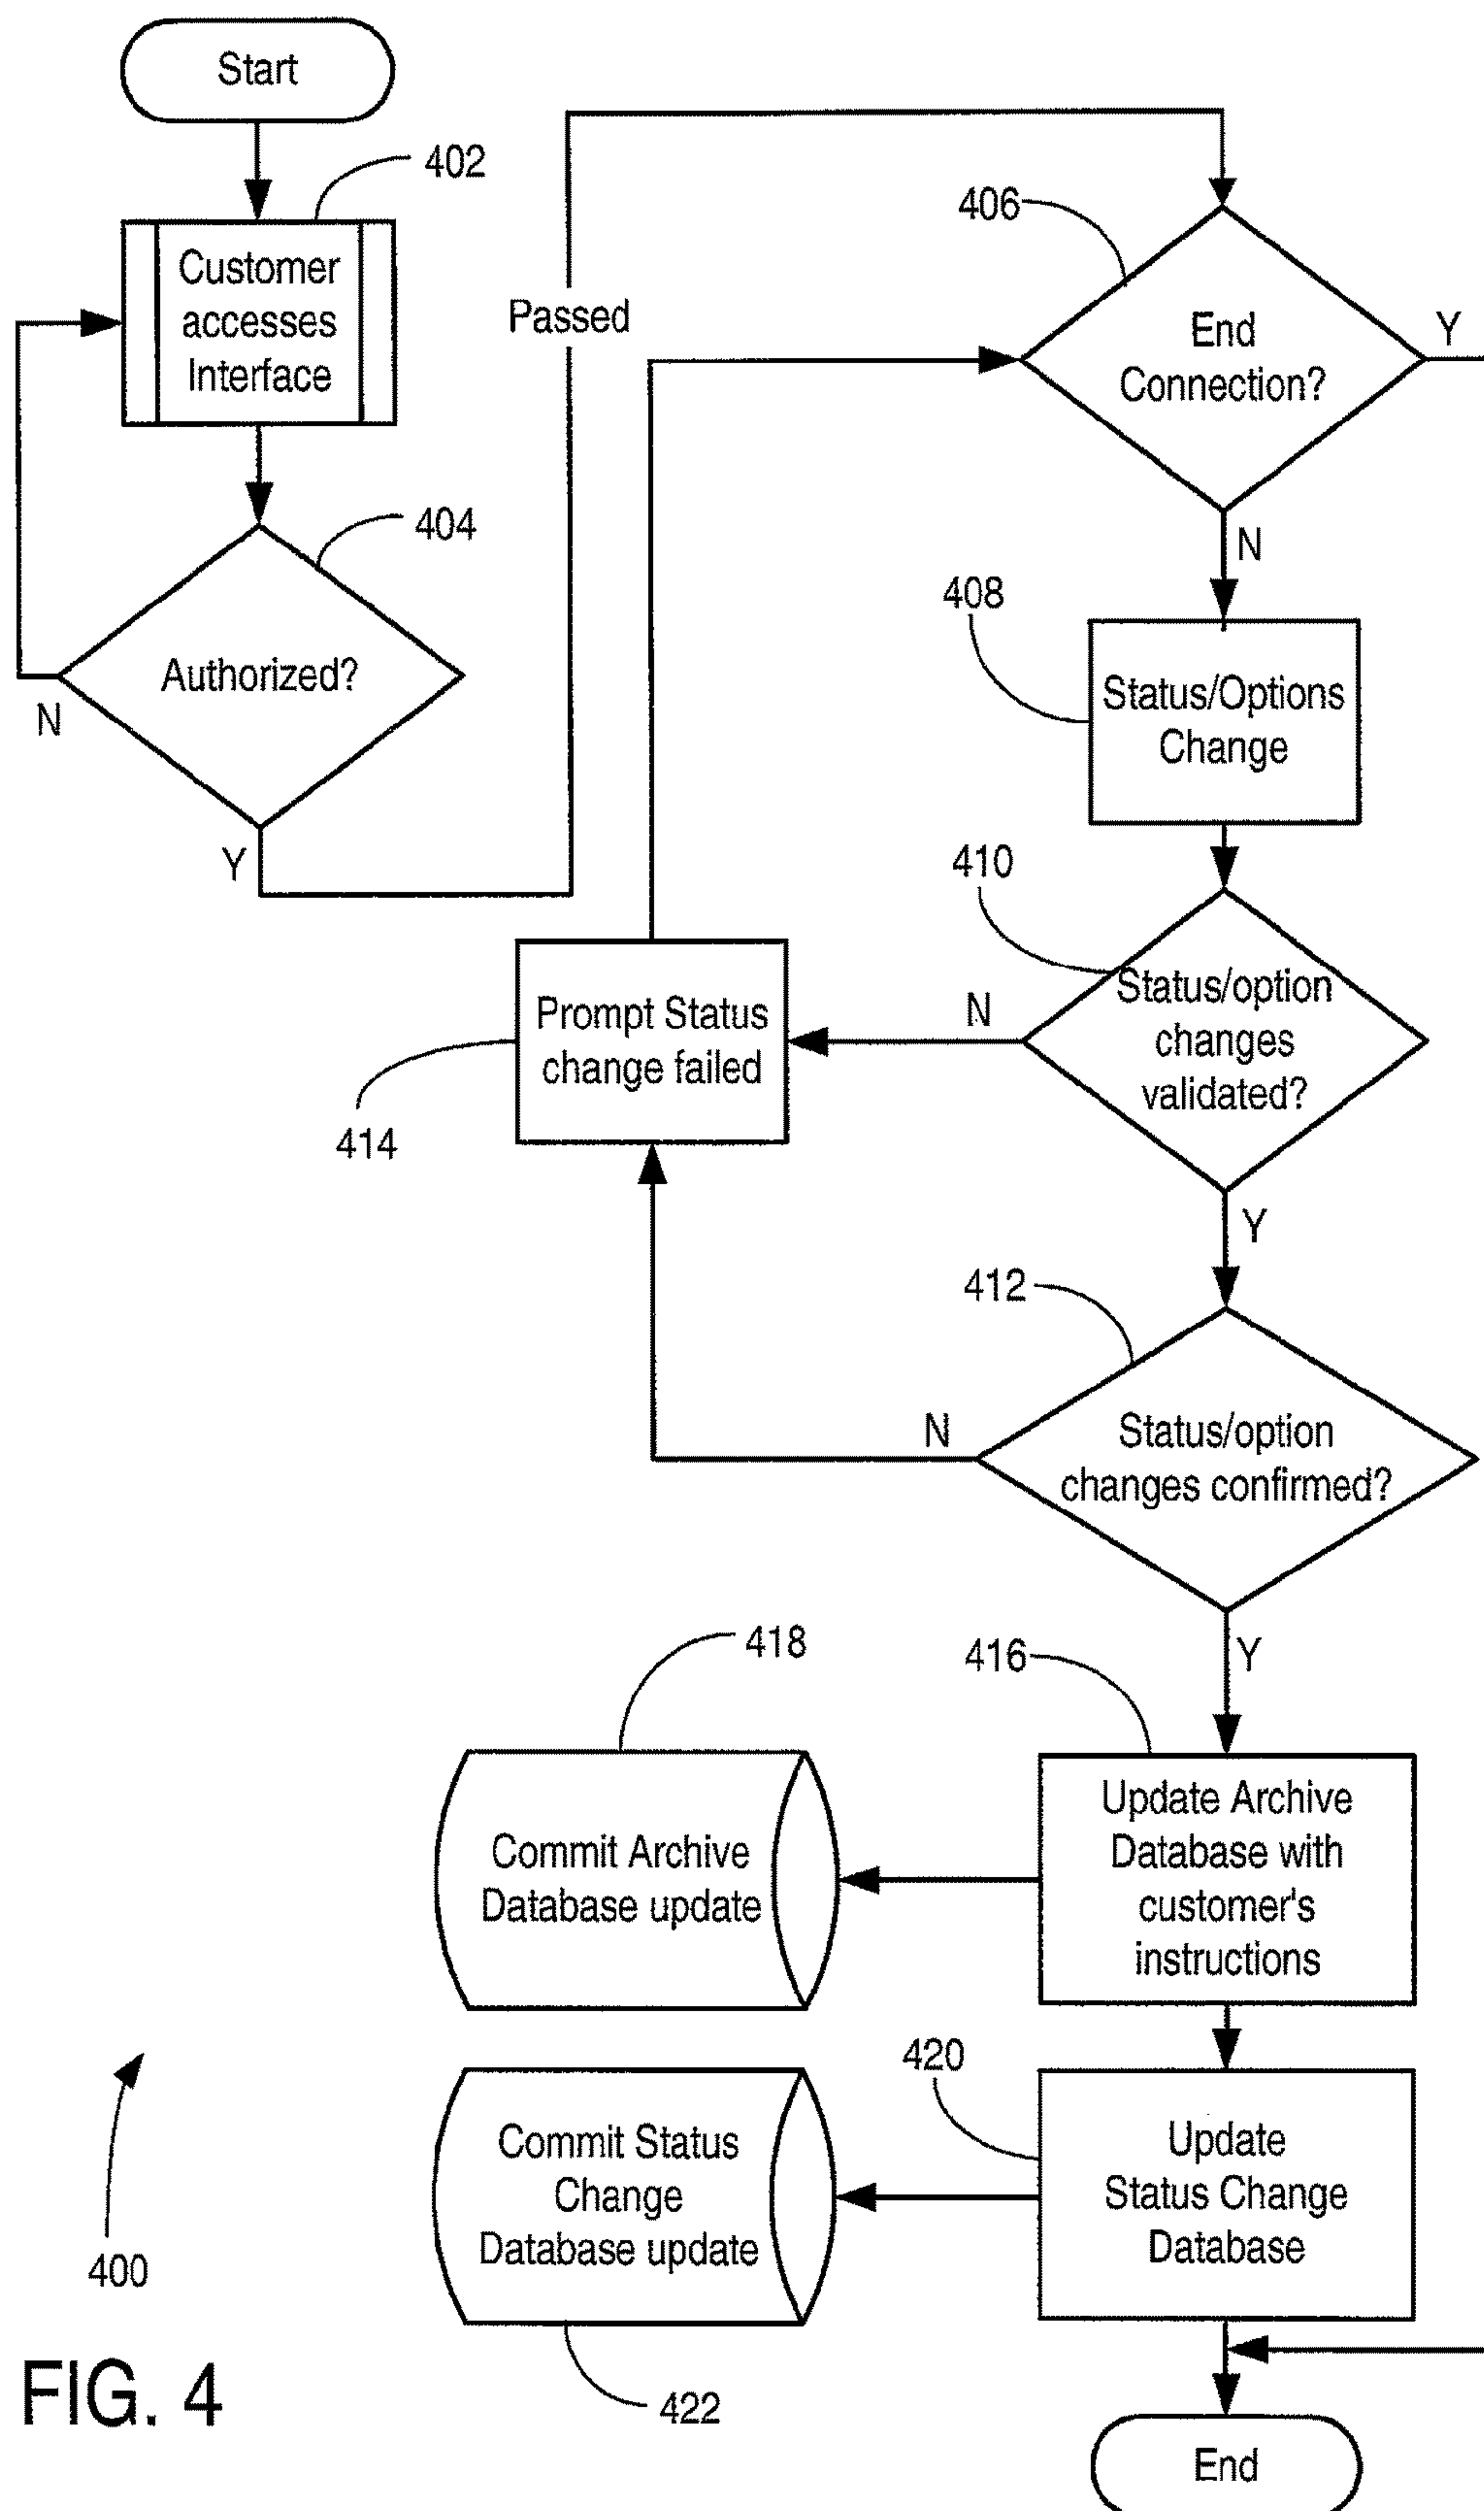 Start
402
Customer
accesses
Interface
404
Authorized?
N
Y
Passed
406
End
Connection?
Y
N
408
Status/Options
Change
410
Status/option
changes
validated?
N
Y
Prompt Status
change failed
414
412
Status/option
changes confirmed?
N
Y
416
Update Archive
Database with
customer's
instructions
418
Commit Archive
Database update
420
Update
Status Change
Database
Commit Status
Change
Database update
422
End
400
FIG. 4